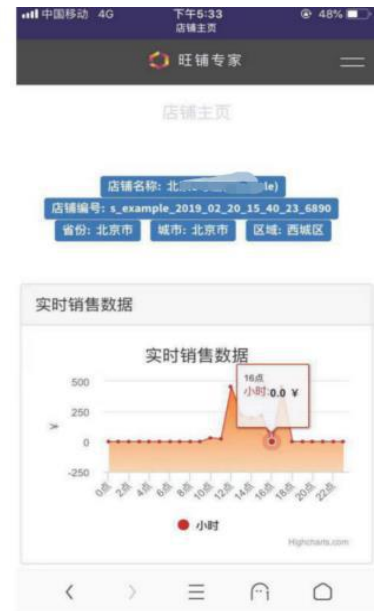 中国移动 4G 下午5:33 48%
店铺主页
旺铺专家
店铺主页
店铺名称: 北 le)
店铺编号: s_example_2019_02_20_15_40_23_6890
省份: 北京市 城市: 北京市 区域: 西城区
实时销售数据
实时销售数据
500
250
0
-250
¥
16点
小时:0.0 ¥
0点 2点 4点 6点 8点 10点 12点 14点 16点 18点 20点 22点
小时
Highcharts.com